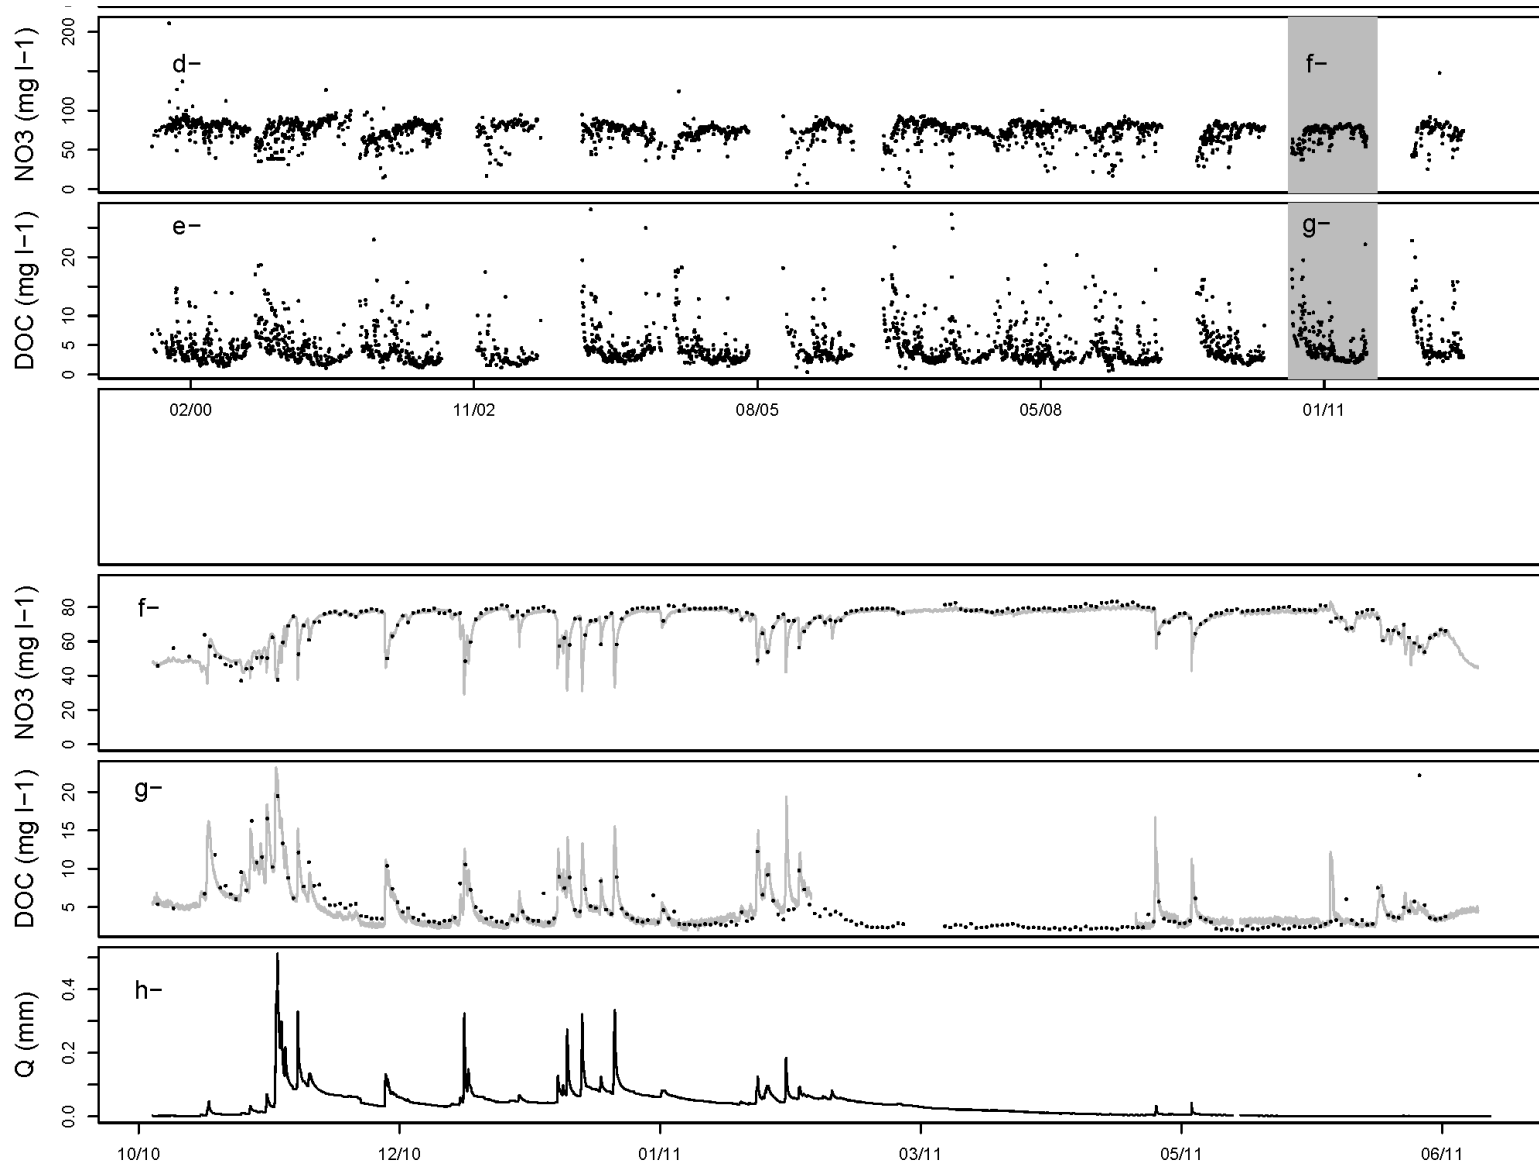 NO3 (mg l−1)
200
100
50
0
d−
f−
DOC (mg l−1)
20
10
5
0
e−
g−
02/00
11/02
08/05
05/08
01/11
NO3 (mg l−1)
80
60
40
20
0
f−
DOC (mg l−1)
20
15
10
5
g−
Q (mm)
0.4
0.2
0.0
h−
10/10
12/10
01/11
03/11
05/11
06/11